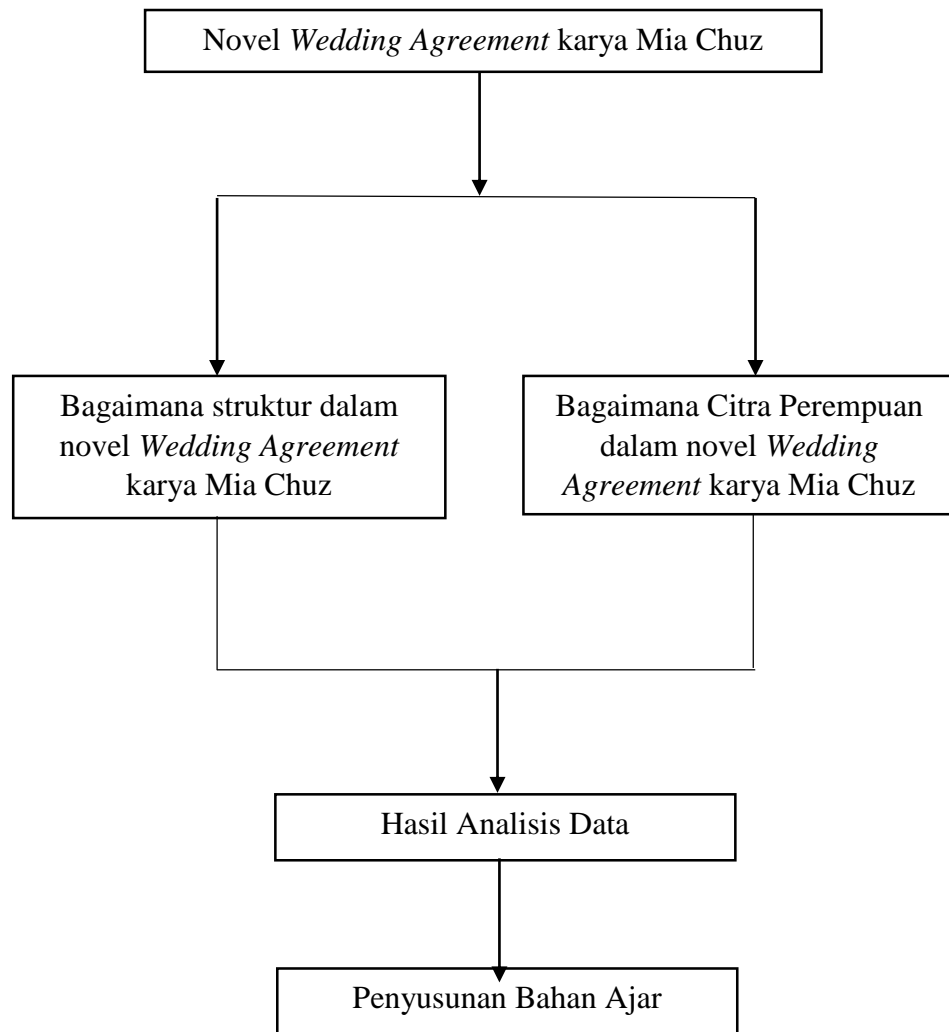 Novel Wedding Agreement karya Mia Chuz
Bagaimana struktur dalam
novel Wedding Agreement
karya Mia Chuz
Bagaimana Citra Perempuan
dalam novel Wedding
Agreement karya Mia Chuz
Hasil Analisis Data
Penyusunan Bahan Ajar